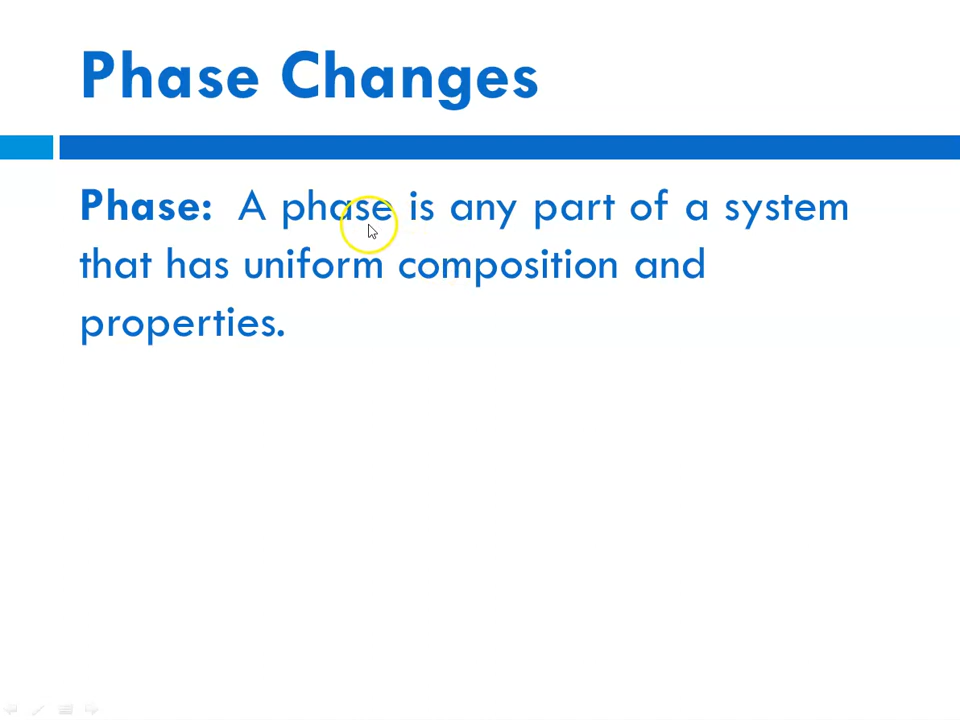 Phase Changes
Phase: A phase is any part of a system
that has uniform composition and
properties.